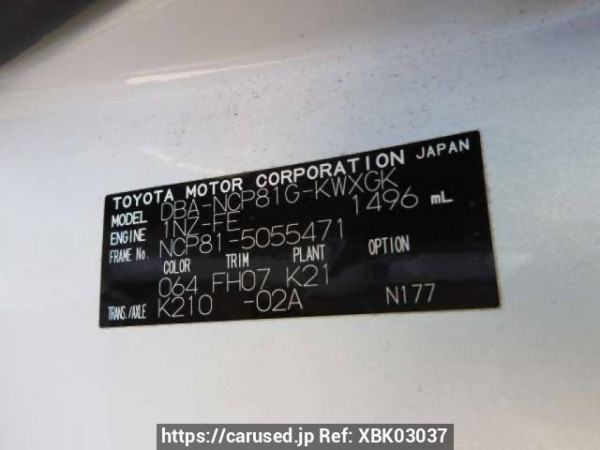 TOYOTA MOTOR CORPORATION JAPAN
MODEL DBA-NCP81G-KWXGK
ENGINE 1NZ-FE 1496 mL
FRAME No. NCP81-5055471
COLOR TRIM PLANT OPTION
064 FH07 K21
TRANS./AXLE K210 -02A N177
https://carused.jp Ref: XBK03037